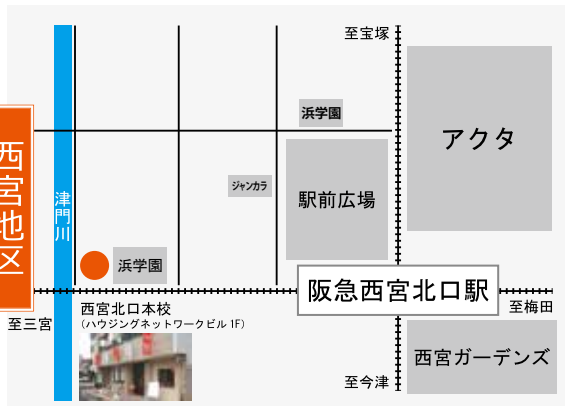 至宝塚
アクタ
浜学園
西宮地区
ジャンカラ
駅前広場
津門川
浜学園
阪急西宮北口駅
至梅田
西宮北口本校
(ハウジングネットワークビル1F)
至三宮
西宮ガーデンズ
至今津